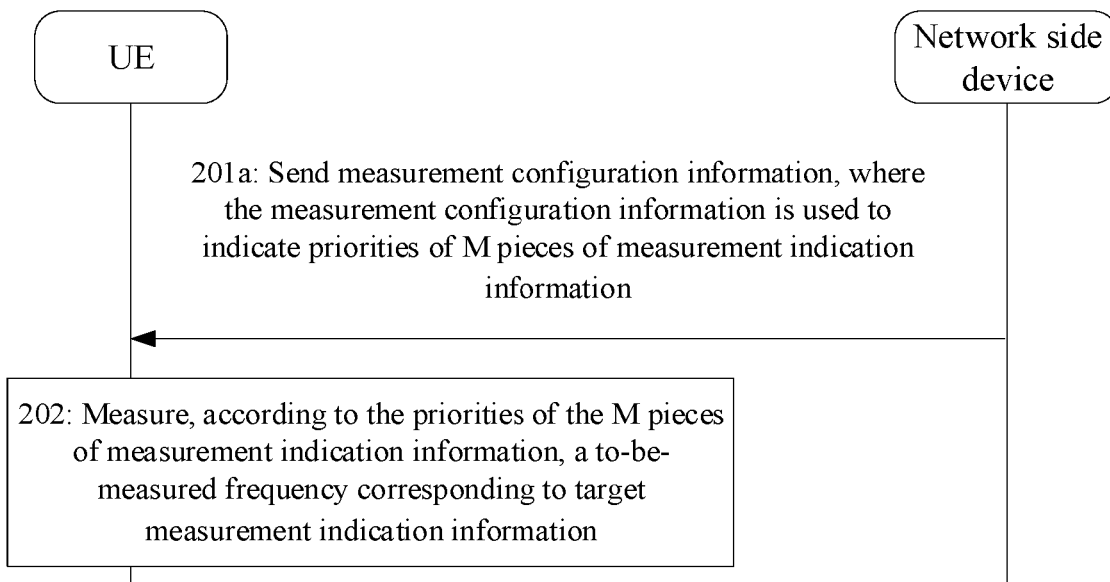 UE
Network side
device
201a: Send measurement configuration information, where
the measurement configuration information is used to
indicate priorities of M pieces of measurement indication
information
202: Measure, according to the priorities of the M pieces
of measurement indication information, a to-be-
measured frequency corresponding to target
measurement indication information